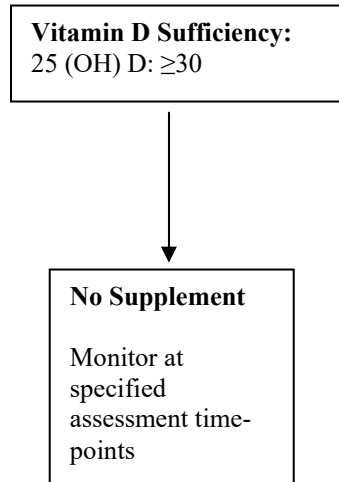 Vitamin D Sufficiency:
25 (OH) D: ≥30
No Supplement
Monitor at
specified
assessment time-
points